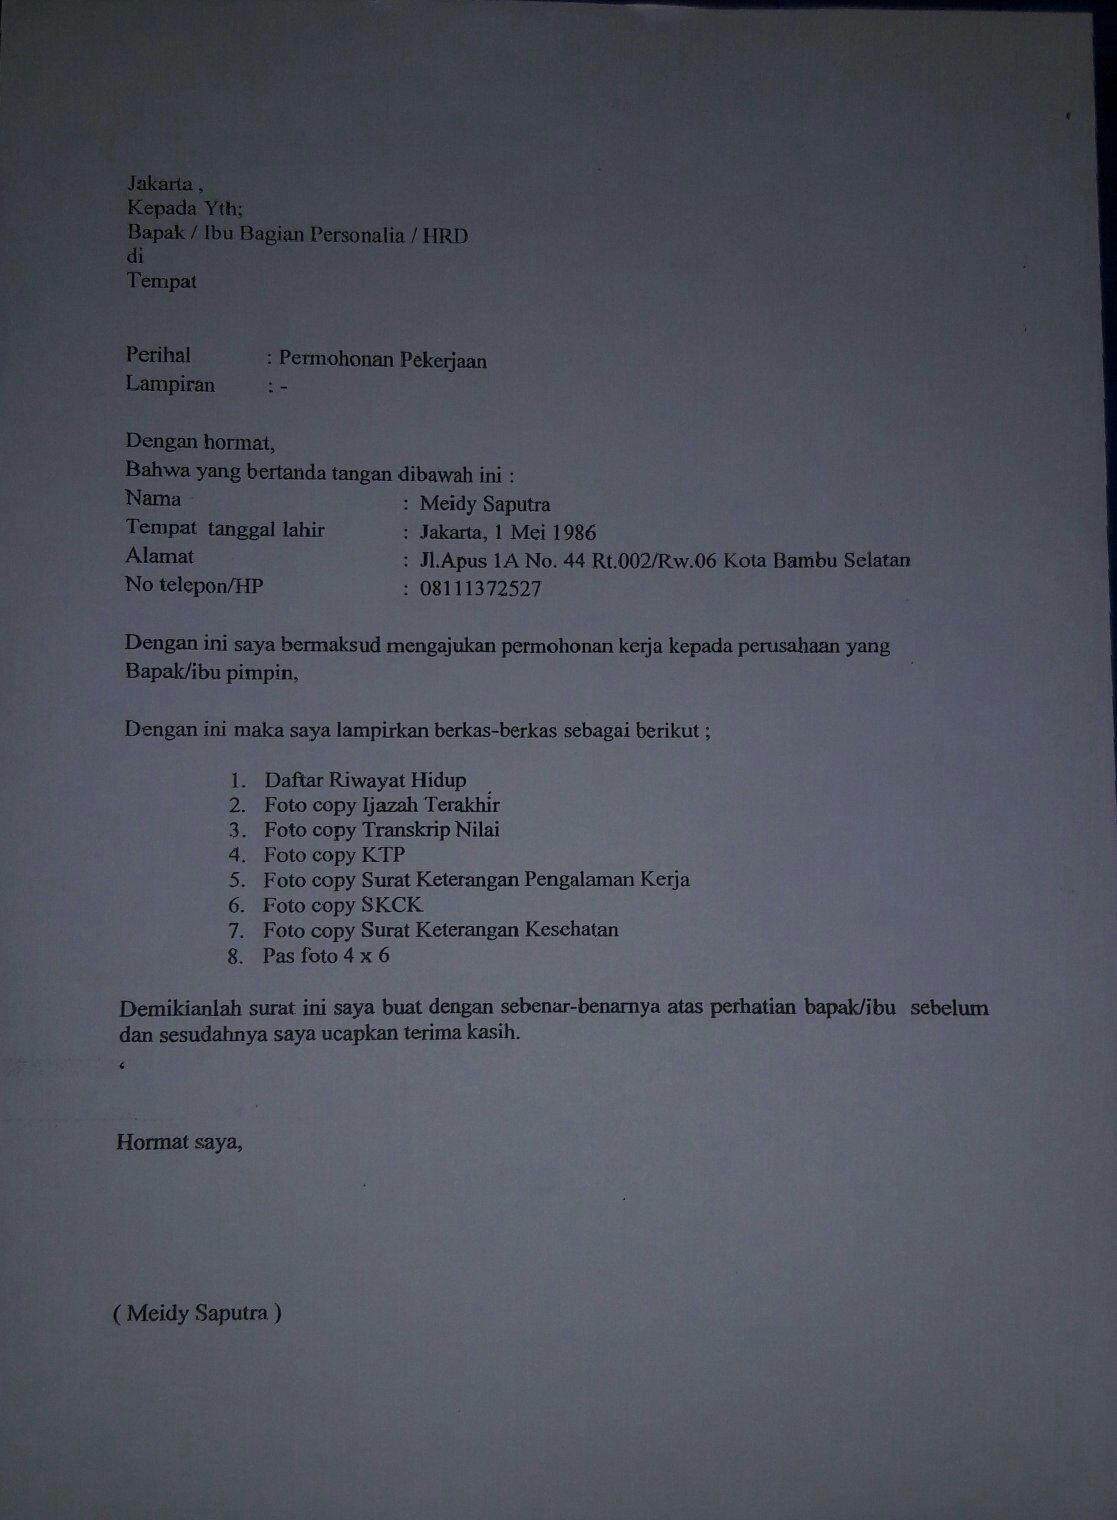 Jakarta ,
Kepada Yth;
Bapak / Ibu Bagian Personalia / HRD
di
Tempat
Perihal : Permohonan Pekerjaan
Lampiran : -
Dengan hormat,
Bahwa yang bertanda tangan dibawah ini :
Nama : Meidy Saputra
Tempat tanggal lahir : Jakarta, 1 Mei 1986
Alamat : Jl.Apus 1A No. 44 Rt.002/Rw.06 Kota Bambu Selatan
No telepon/HP : 08111372527
Dengan ini saya bermaksud mengajukan permohonan kerja kepada perusahaan yang
Bapak/ibu pimpin,
Dengan ini maka saya lampirkan berkas-berkas sebagai berikut ;
1. Daftar Riwayat Hidup
2. Foto copy Ijazah Terakhir
3. Foto copy Transkrip Nilai
4. Foto copy KTP
5. Foto copy Surat Keterangan Pengalaman Kerja
6. Foto copy SKCK
7. Foto copy Surat Keterangan Kesehatan
8. Pas foto 4 x 6
Demikianlah surat ini saya buat dengan sebenar-benarnya atas perhatian bapak/ibu sebelum
dan sesudahnya saya ucapkan terima kasih.
Hormat saya,
( Meidy Saputra )